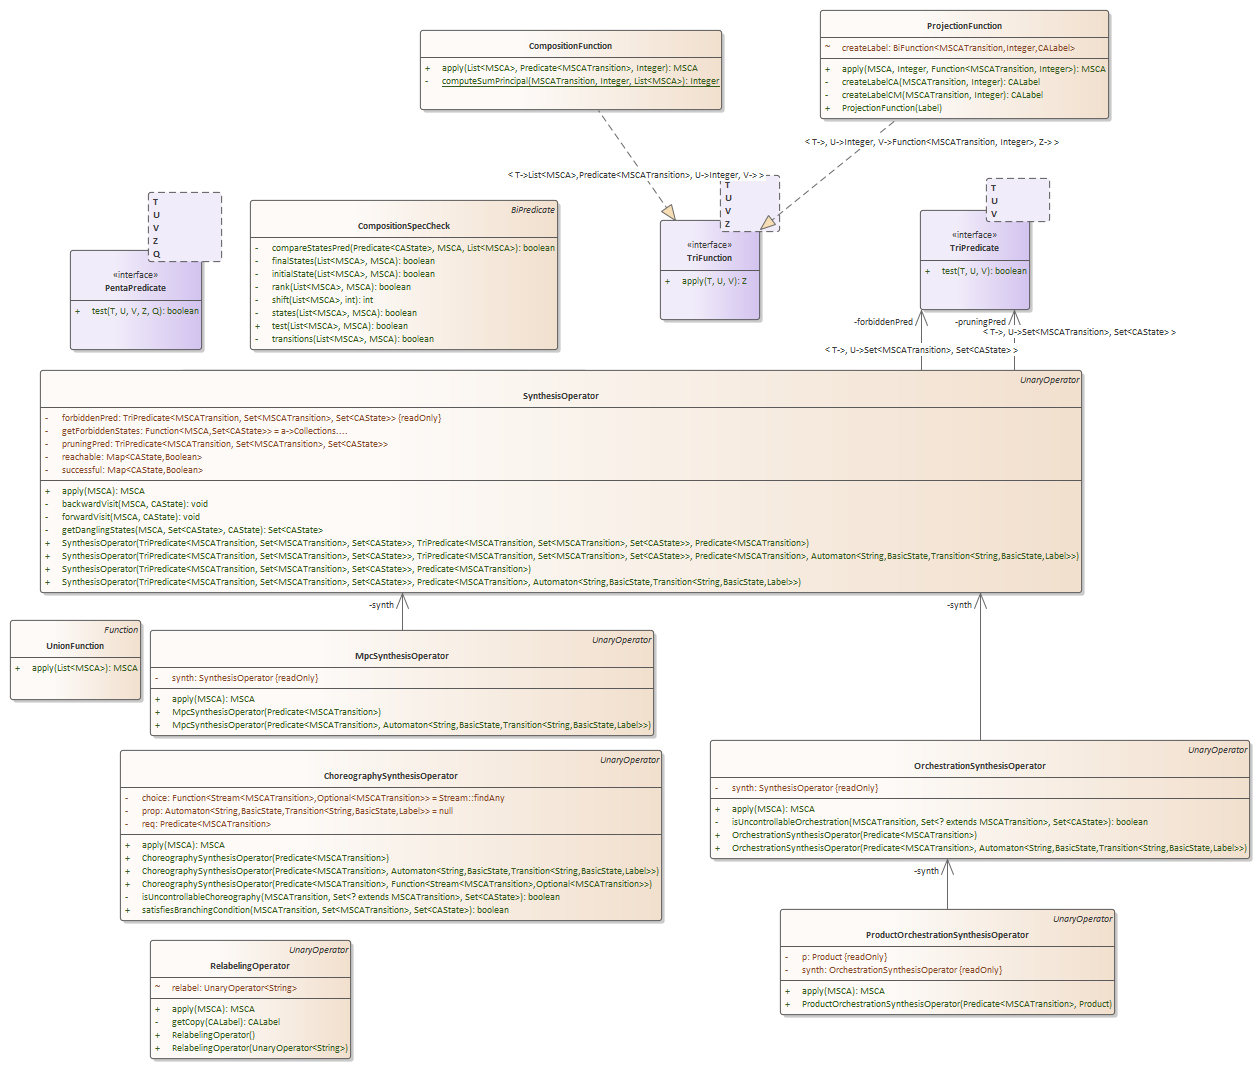 CompositionFunction
+ apply(List<MSCA>, Predicate<MSCATransition>, Integer): MSCA
- computeSumPrincipal(MSCATransition, Integer, List<MSCA>): Integer
ProjectionFunction
~ createLabel: BiFunction<MSCATransition,Integer,CALabel>
+ apply(MSCA, Integer, Function<MSCATransition, Integer>): MSCA
- createLabelCA(MSCATransition, Integer): CALabel
- createLabelCM(MSCATransition, Integer): CALabel
+ ProjectionFunction(Label)
< T->, U->Integer, V->Function<MSCATransition, Integer>, Z-> >
< T->List<MSCA>,Predicate<MSCATransition>, U->Integer, V-> >
T
U
V
Z
Q
«interface»
PentaPredicate
+ test(T, U, V, Z, Q): boolean
BiPredicate
CompositionSpecCheck
- compareStatesPred(Predicate<CAState>, MSCA, List<MSCA>): boolean
- finalStates(List<MSCA>, MSCA): boolean
- initialState(List<MSCA>, MSCA): boolean
- rank(List<MSCA>, MSCA): boolean
- shift(List<MSCA>, int): int
- states(List<MSCA>, MSCA): boolean
+ test(List<MSCA>, MSCA): boolean
- transitions(List<MSCA>, MSCA): boolean
T
U
V
Z
«interface»
TriFunction
+ apply(T, U, V): Z
T
U
V
«interface»
TriPredicate
+ test(T, U, V): boolean
-forbiddenPred
-pruningPred
< T->, U->Set<MSCATransition>, Set<CAState> >
< T->, U->Set<MSCATransition>, Set<CAState> >
UnaryOperator
SynthesisOperator
- forbiddenPred: TriPredicate<MSCATransition, Set<MSCATransition>, Set<CAState>> {readOnly}
- getForbiddenStates: Function<MSCA,Set<CAState>> = a->Collections....
- pruningPred: TriPredicate<MSCATransition, Set<MSCATransition>, Set<CAState>>
- reachable: Map<CAState,Boolean>
- successful: Map<CAState,Boolean>
+ apply(MSCA): MSCA
- backwardVisit(MSCA, CAState): void
- forwardVisit(MSCA, CAState): void
- getDanglingStates(MSCA, Set<CAState>, CAState): Set<CAState>
+ SynthesisOperator(TriPredicate<MSCATransition, Set<MSCATransition>, Set<CAState>>, TriPredicate<MSCATransition, Set<MSCATransition>, Set<CAState>>, Predicate<MSCATransition>)
+ SynthesisOperator(TriPredicate<MSCATransition, Set<MSCATransition>, Set<CAState>>, TriPredicate<MSCATransition, Set<MSCATransition>, Set<CAState>>, Predicate<MSCATransition>, Automaton<String,BasicState,Transition<String,BasicState,Label>>)
+ SynthesisOperator(TriPredicate<MSCATransition, Set<MSCATransition>, Set<CAState>>, Predicate<MSCATransition>)
+ SynthesisOperator(TriPredicate<MSCATransition, Set<MSCATransition>, Set<CAState>>, Predicate<MSCATransition>, Automaton<String,BasicState,Transition<String,BasicState,Label>>)
-synth
-synth
Function
UnionFunction
+ apply(List<MSCA>): MSCA
UnaryOperator
MpcSynthesisOperator
- synth: SynthesisOperator {readOnly}
+ apply(MSCA): MSCA
+ MpcSynthesisOperator(Predicate<MSCATransition>)
+ MpcSynthesisOperator(Predicate<MSCATransition>, Automaton<String,BasicState,Transition<String,BasicState,Label>>)
UnaryOperator
ChoreographySynthesisOperator
- choice: Function<Stream<MSCATransition>,Optional<MSCATransition>> = Stream::findAny
- prop: Automaton<String,BasicState,Transition<String,BasicState,Label>> = null
- req: Predicate<MSCATransition>
+ apply(MSCA): MSCA
+ ChoreographySynthesisOperator(Predicate<MSCATransition>)
+ ChoreographySynthesisOperator(Predicate<MSCATransition>, Automaton<String,BasicState,Transition<String,BasicState,Label>>)
+ ChoreographySynthesisOperator(Predicate<MSCATransition>, Function<Stream<MSCATransition>,Optional<MSCATransition>>)
- isUncontrollableChoreography(MSCATransition, Set<? extends MSCATransition>, Set<CAState>): boolean
+ satisfiesBranchingCondition(MSCATransition, Set<MSCATransition>, Set<CAState>): boolean
UnaryOperator
OrchestrationSynthesisOperator
- synth: SynthesisOperator {readOnly}
+ apply(MSCA): MSCA
- isUncontrollableOrchestration(MSCATransition, Set<? extends MSCATransition>, Set<CAState>): boolean
+ OrchestrationSynthesisOperator(Predicate<MSCATransition>)
+ OrchestrationSynthesisOperator(Predicate<MSCATransition>, Automaton<String,BasicState,Transition<String,BasicState,Label>>)
-synth
UnaryOperator
ProductOrchestrationSynthesisOperator
- p: Product {readOnly}
- synth: OrchestrationSynthesisOperator {readOnly}
+ apply(MSCA): MSCA
+ ProductOrchestrationSynthesisOperator(Predicate<MSCATransition>, Product)
UnaryOperator
RelabelingOperator
~ relabel: UnaryOperator<String>
+ apply(MSCA): MSCA
- getCopy(CALabel): CALabel
+ RelabelingOperator()
+ RelabelingOperator(UnaryOperator<String>)